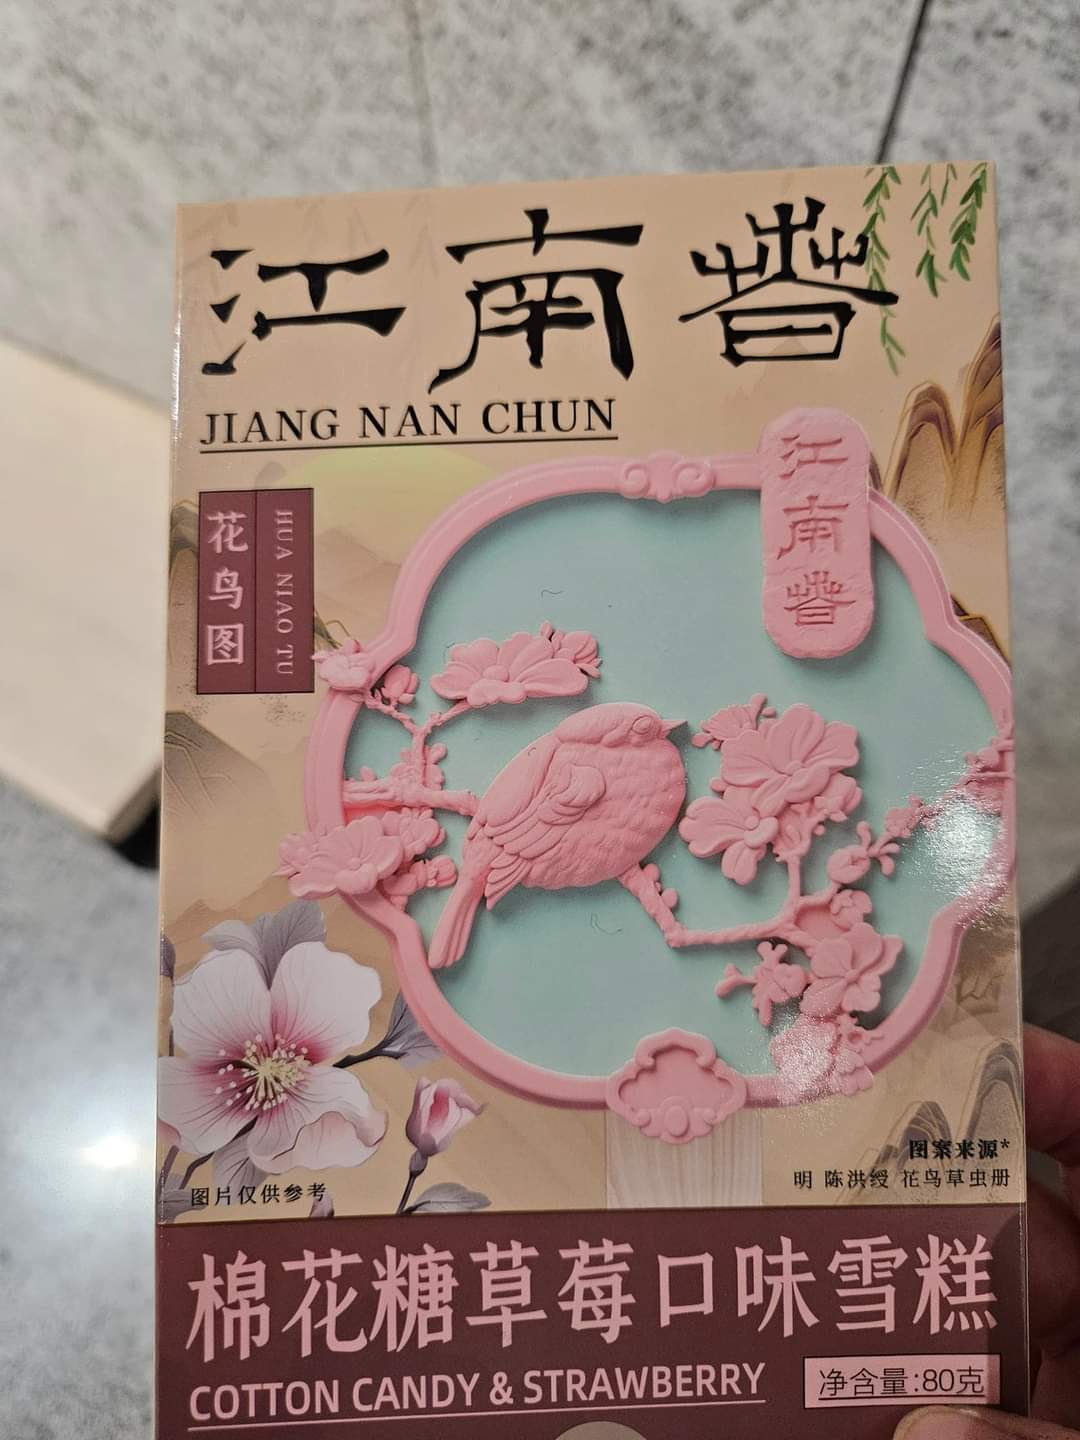 江南春
JIANG NAN CHUN
花鸟图
HUA NIAO TU
江南春
图案来源*
明 陈洪绶 花鸟草虫册
图片仅供参考
棉花糖草莓口味雪糕
COTTON CANDY & STRAWBERRY
净含量:80克